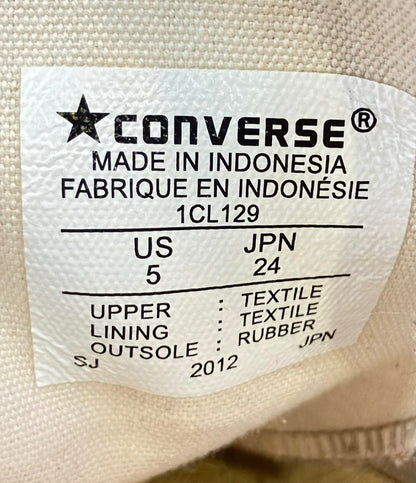 ★CONVERSE®
MADE IN INDONESIA
FABRIQUE EN INDONÉSIE
1CL129
US JPN
5 24
UPPER : TEXTILE
LINING : TEXTILE
OUTSOLE : RUBBER
SJ 2012 JPN